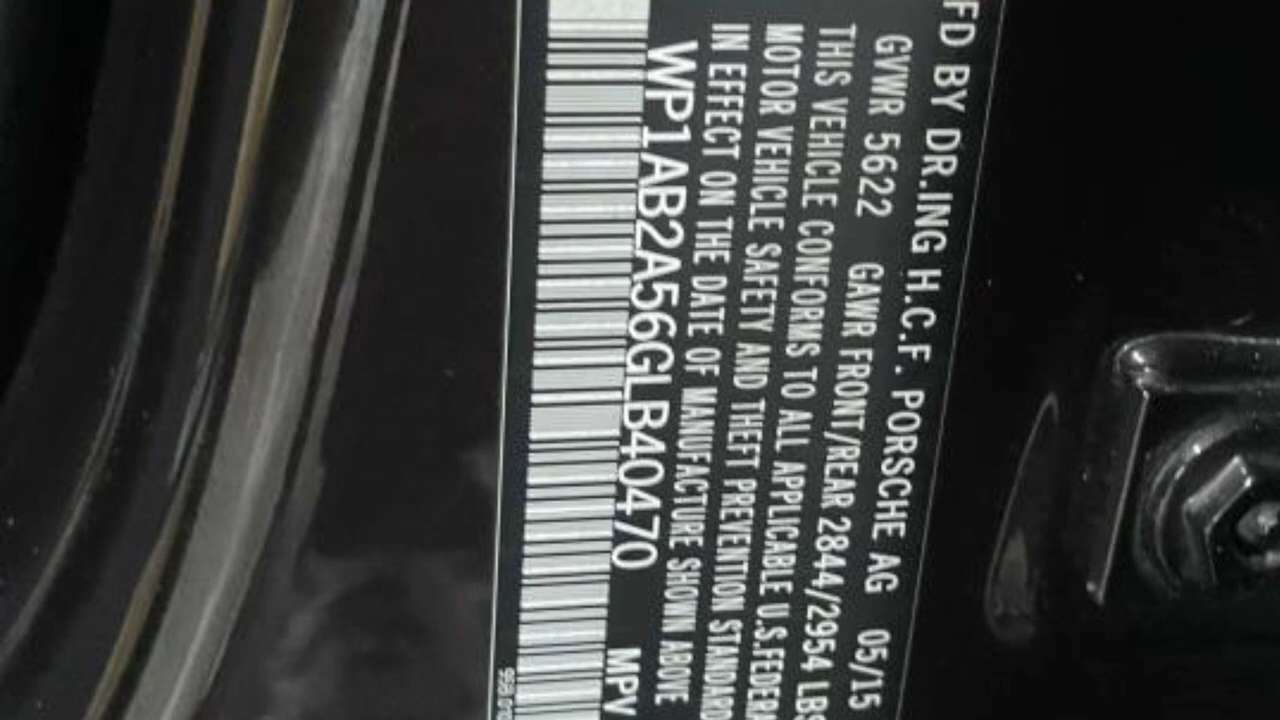 FD BY DR.ING H.C.F. PORSCHE AG 05/15
GVWR 5622 GAWR FRONT/REAR 2844/2954 LBS
THIS VEHICLE CONFORMS TO ALL APPLICABLE U.S.FEDER
MOTOR VEHICLE SAFETY AND THEFT PREVENTION STANDARD
IN EFFECT ON THE DATE OF MANUFACTURE SHOWN ABOVE
WP1AB2A56GLB40470 MPV